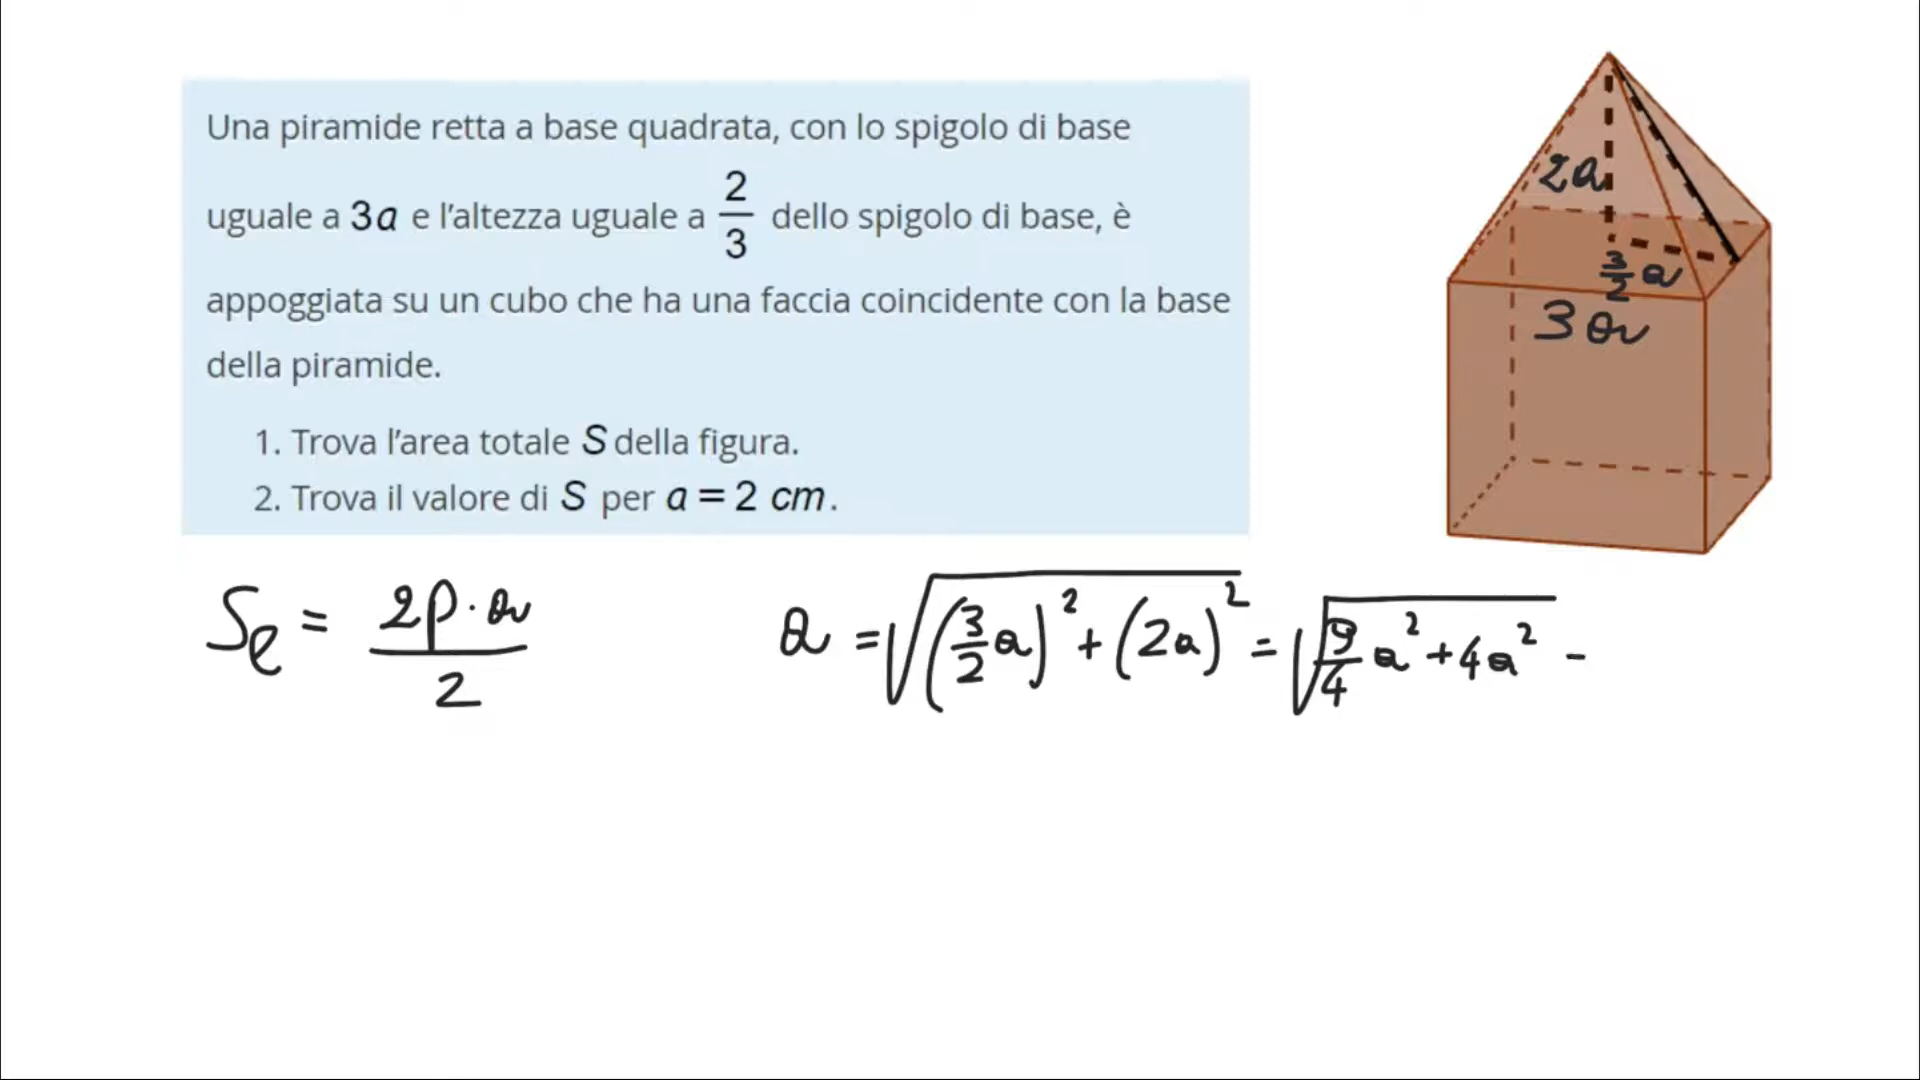 Una piramide retta a base quadrata, con lo spigolo di base
uguale a 3a e l'altezza uguale a 2/3 dello spigolo di base, è
appoggiata su un cubo che ha una faccia coincidente con la base
della piramide.
1. Trova l'area totale S della figura.
2. Trova il valore di S per a = 2 cm.
2a
3/2 a
3a
Sℓ = 2p · a / 2
a = √((3/2 a)² + (2a)²) = √(9/4 a² + 4a²) -